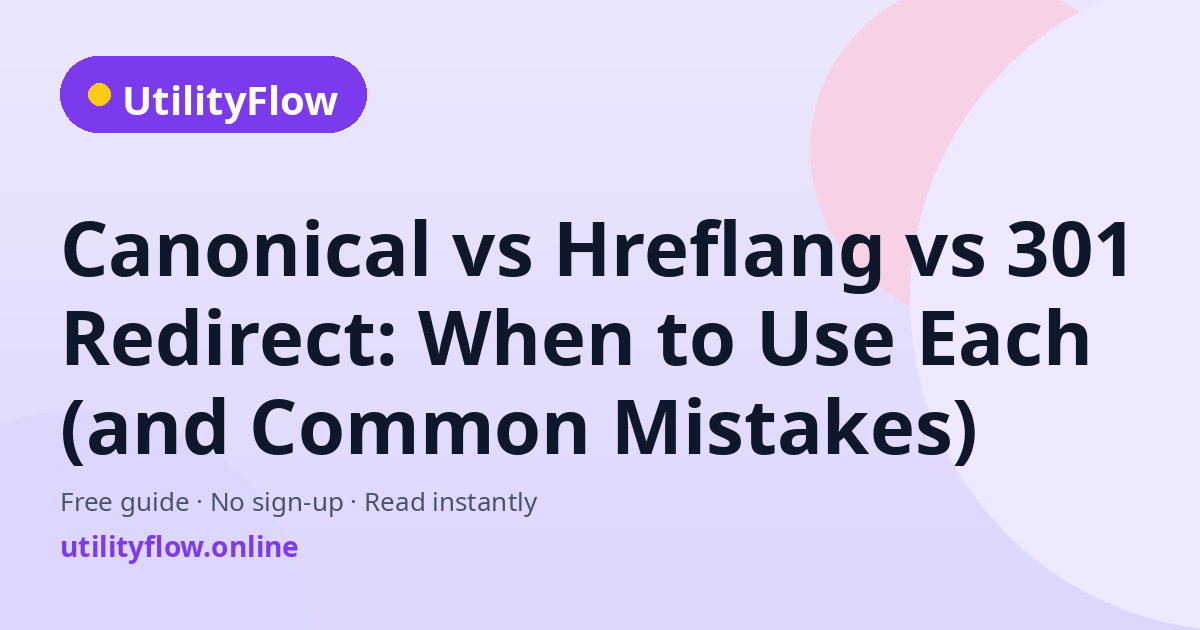 UtilityFlow
Canonical vs Hreflang vs 301
Redirect: When to Use Each
(and Common Mistakes)
Free guide · No sign-up · Read instantly
utilityflow.online